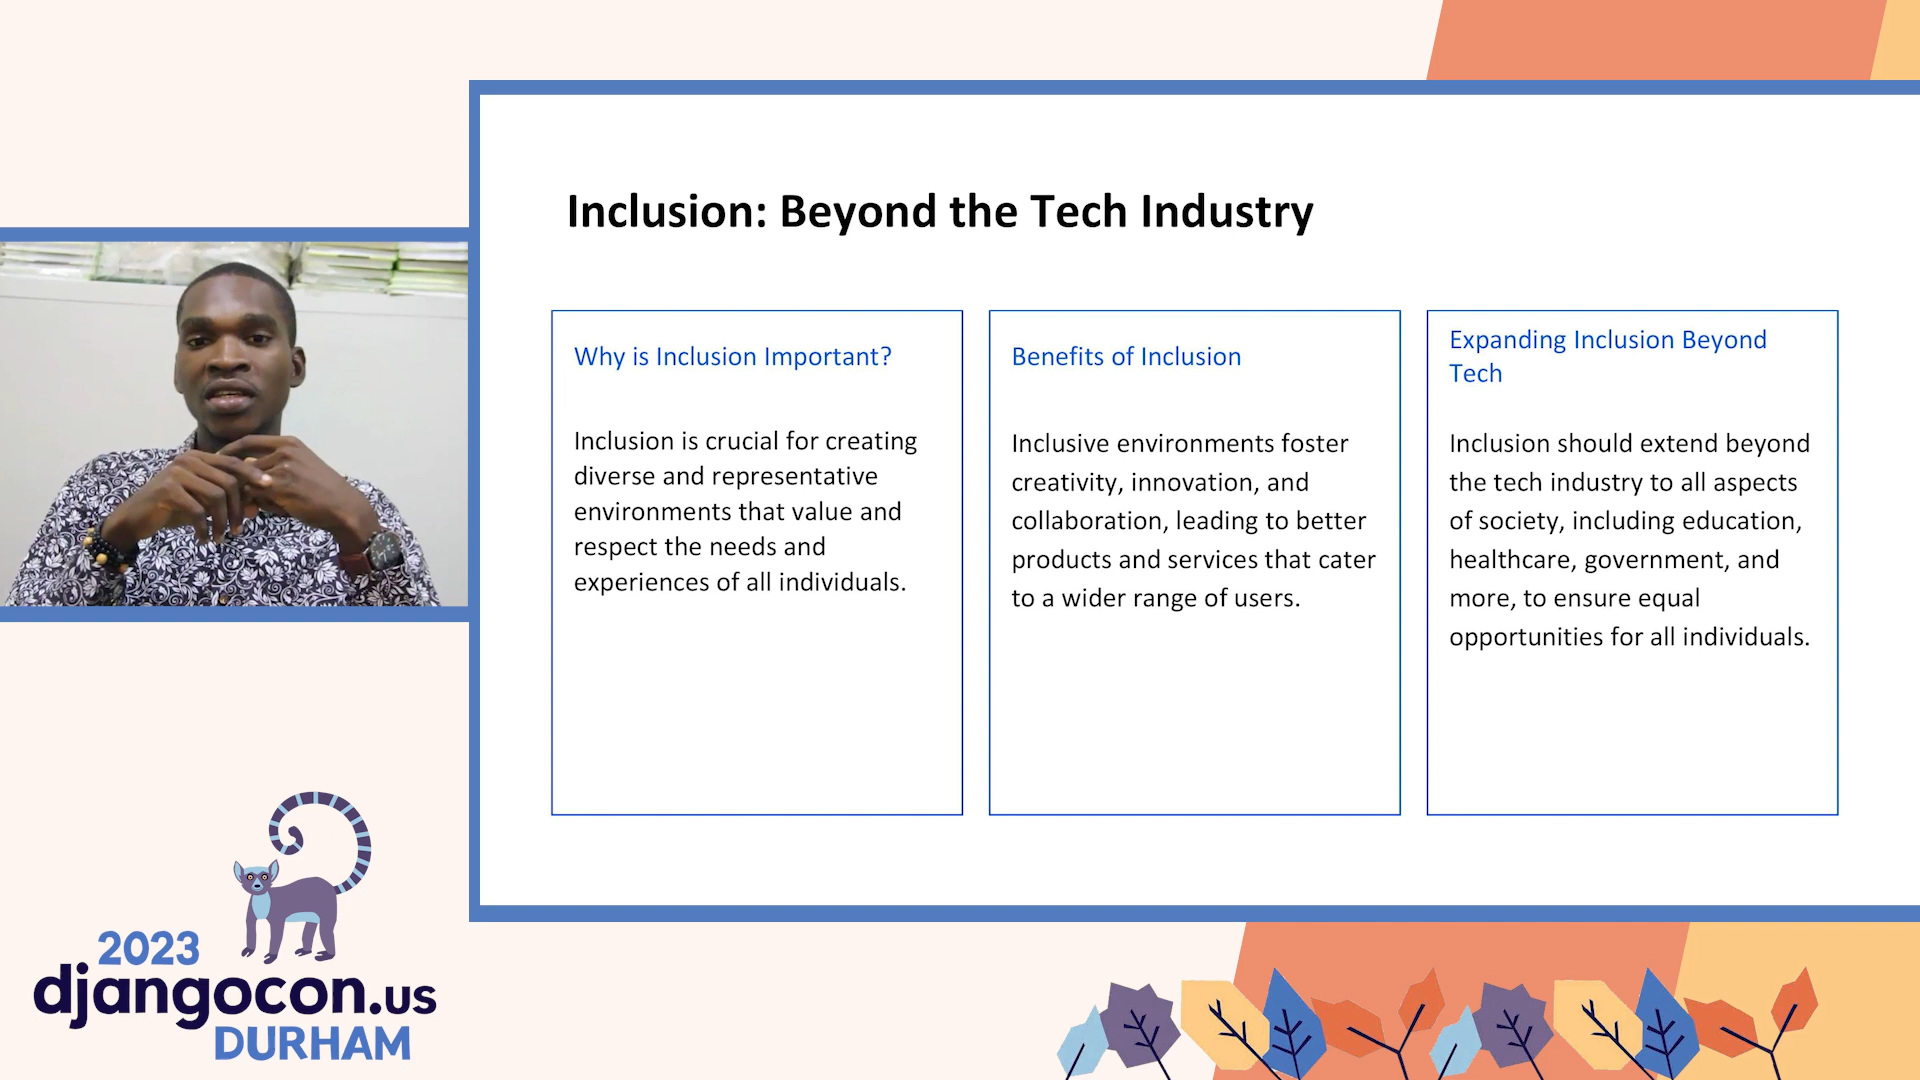 Inclusion: Beyond the Tech Industry
Why is Inclusion Important?
Inclusion is crucial for creating
diverse and representative
environments that value and
respect the needs and
experiences of all individuals.
Benefits of Inclusion
Inclusive environments foster
creativity, innovation, and
collaboration, leading to better
products and services that cater
to a wider range of users.
Expanding Inclusion Beyond
Tech
Inclusion should extend beyond
the tech industry to all aspects
of society, including education,
healthcare, government, and
more, to ensure equal
opportunities for all individuals.
2023
djangocon.us
DURHAM